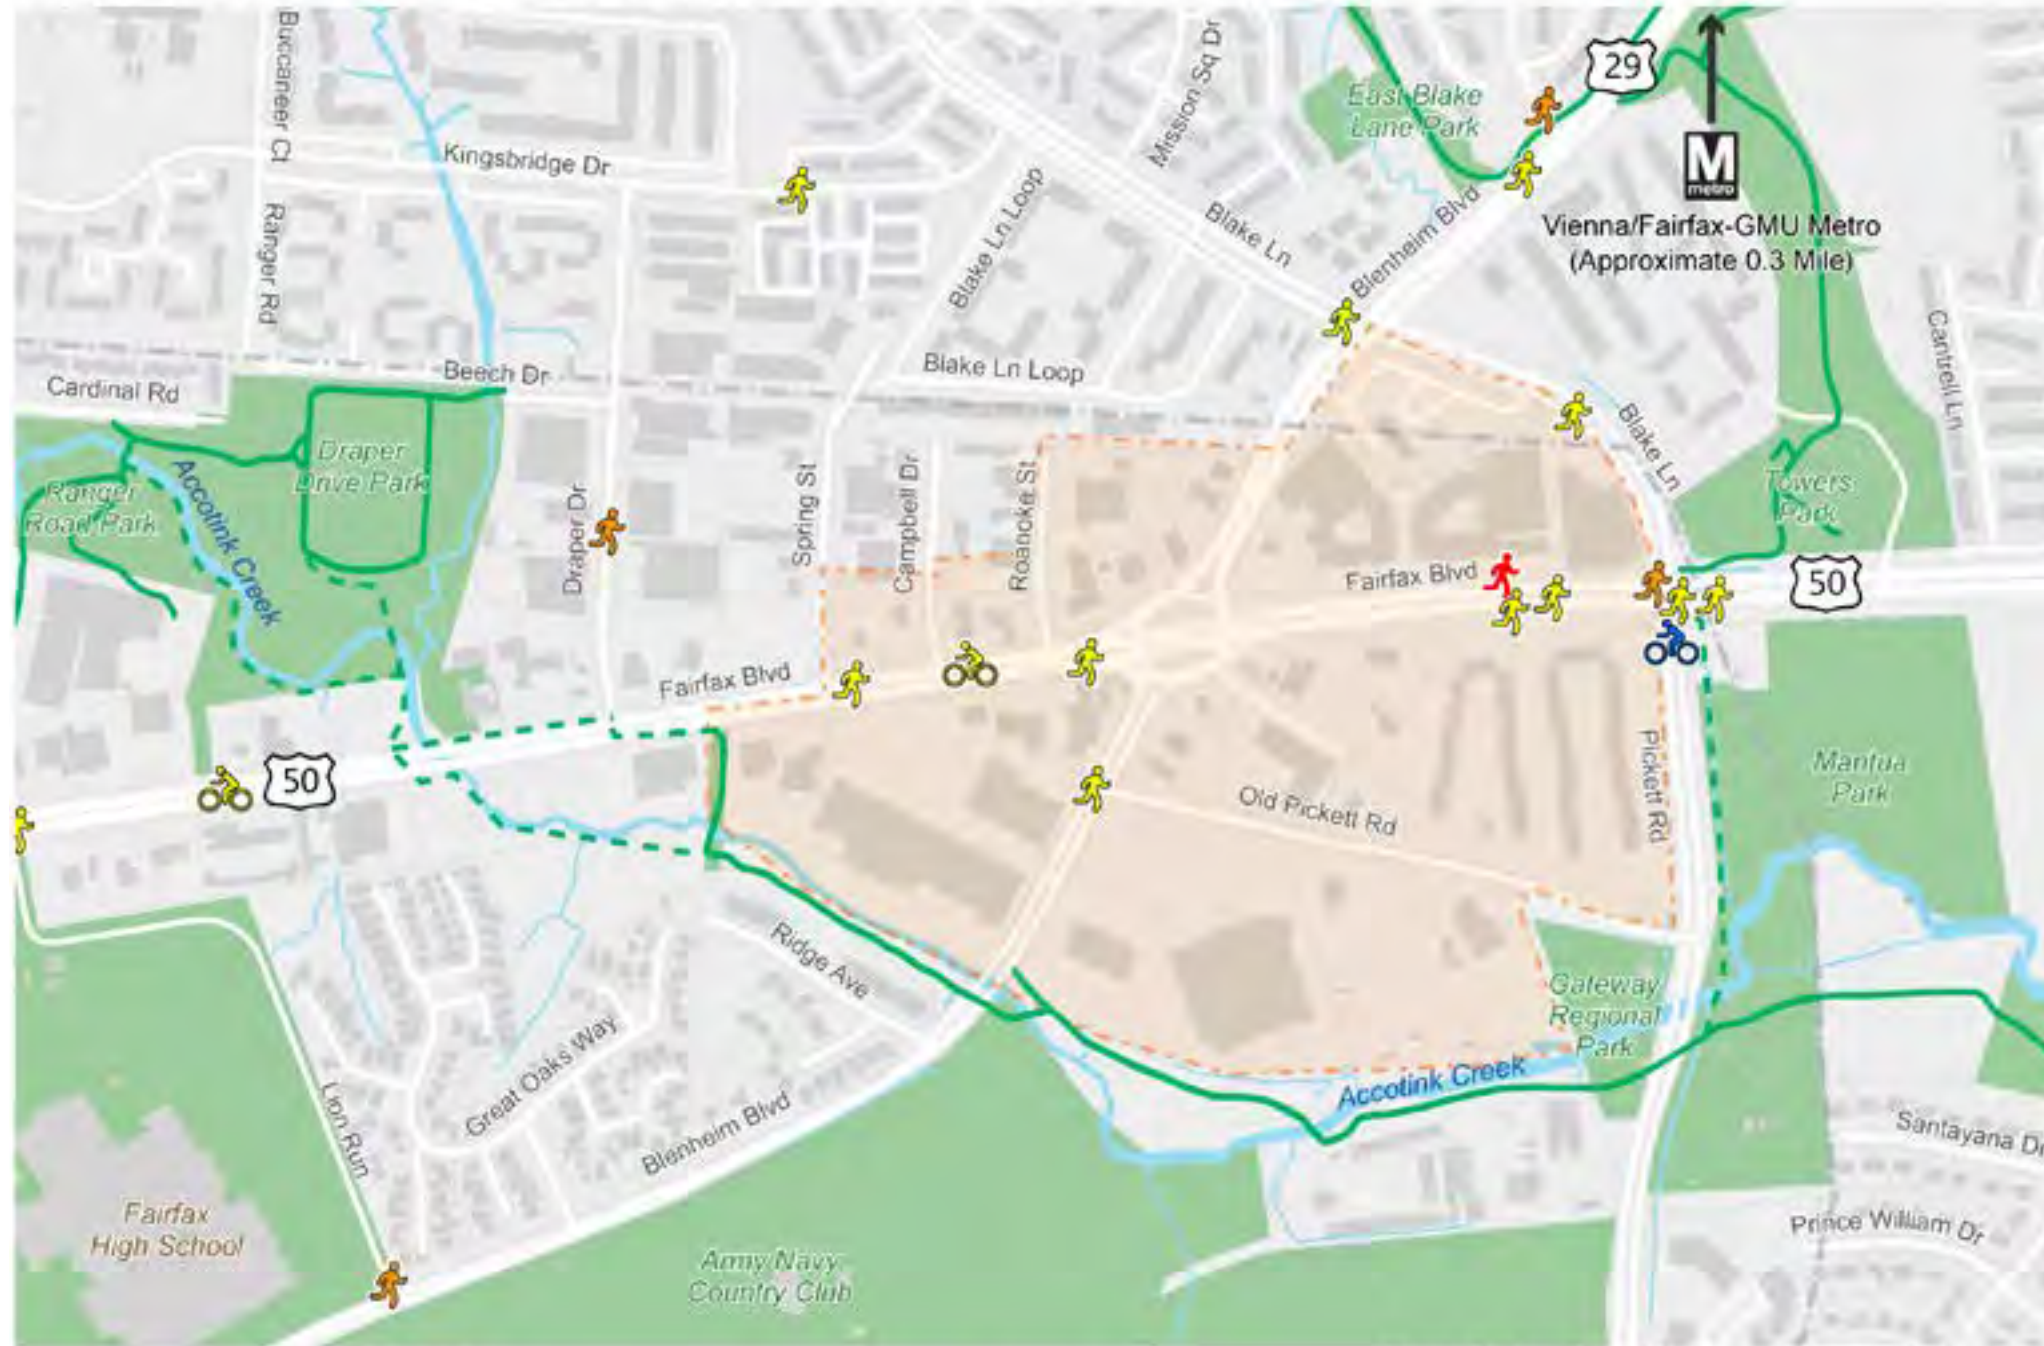 Buccaneer Ct
Mission Sq Dr
29
East Blake
Lane Park
Kingsbridge Dr
M
metro
Vienna/Fairfax-GMU Metro
(Approximate 0.3 Mile)
Blake Ln Loop
Blake Ln
Blenheim Blvd
Ranger Rd
Cantrell Ln
Cardinal Rd
Beech Dr
Blake Ln Loop
Blake Ln
Draper
Drive Park
Accotink Creek
Ranger
Road Park
Draper Dr
Spring St
Campbell Dr
Roanoke St
Towers
Park
Fairfax Blvd
50
Fairfax Blvd
50
Pickett Rd
Mantua
Park
Old Pickett Rd
Ridge Ave
Gateway
Regional
Park
Great Oaks Way
Accotink Creek
Lion Run
Blenheim Blvd
Santayana Dr
Fairfax
High School
Prince William Dr
Army Navy
Country Club